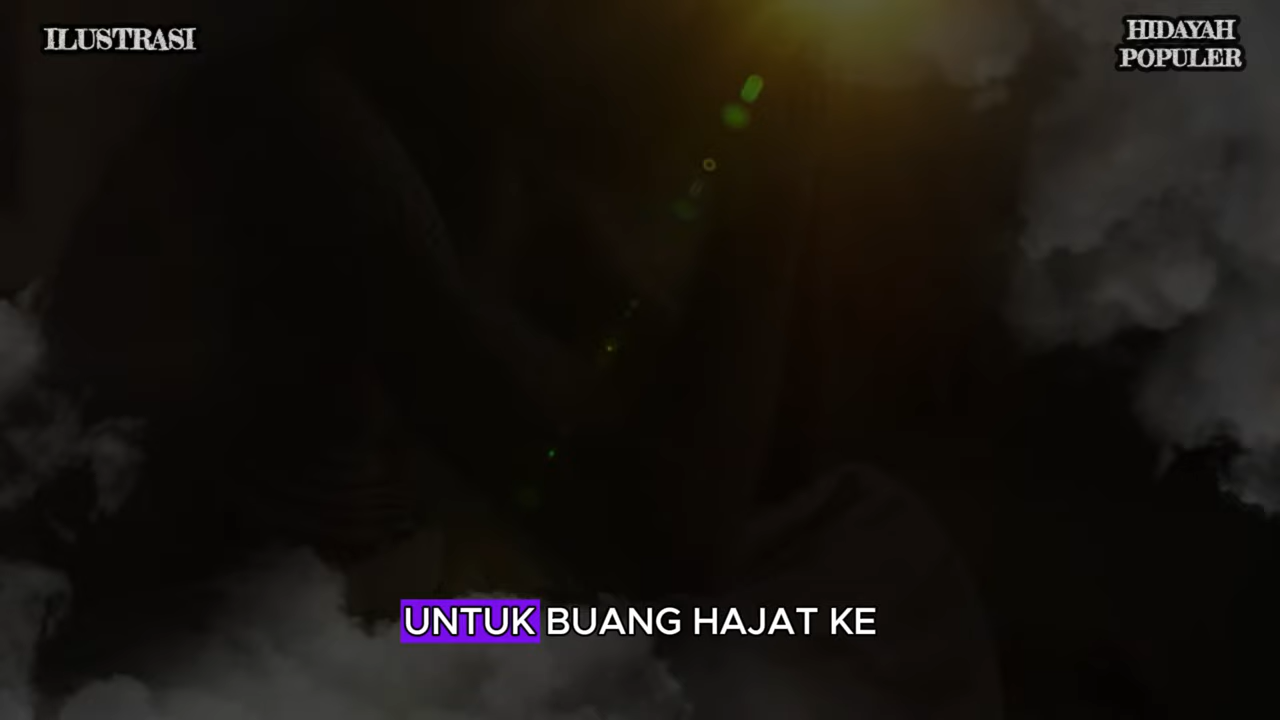 ILUSTRASI
HIDAYAH
POPULER
UNTUK BUANG HAJAT KE